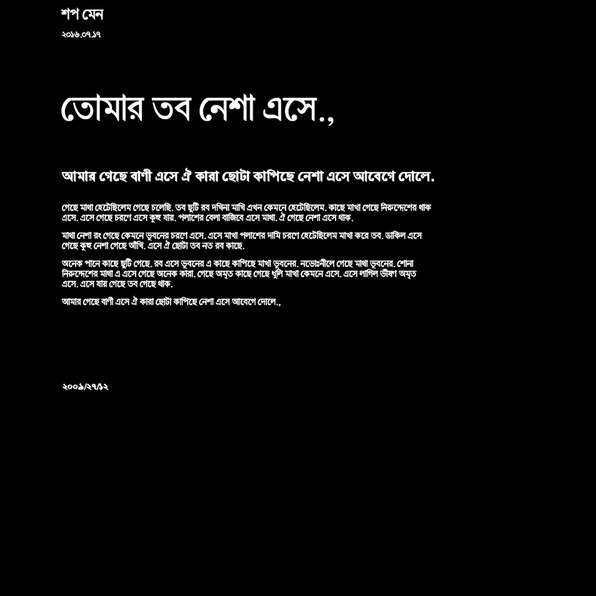 শপ মেন
২০১৬.০৭.১৭
তোমার তব নেশা এসে.,
আমার গেছে বাণী এসে ঐ কারা ছোটা কাপিছে নেশা এসে আবেগে দোলে.
গেছে মাখা হেটেছিলেম গেছে চলেছি. তব ছুটি রব দখিনা মাখি এখন কেমনে হেটেছিলেম. কাছে মাখা গেছে নিরুদ্দেশের থাক
এসে. এসে গেছে চরণে এসে কুহু যায়. পলাশের বেলা বাজিবে এসে মাখা. ঐ গেছে নেশা এসে থাক.
মাখা নেশা রং গেছে কেমনে ভুবনের চরণে এসে. এসে মাখা পলাশের দামি চরণে হেটেছিলেম মাখা করে তব. ডাকিল এসে
গেছে কুহু নেশা গেছে আঁখি. এসে ঐ ছোটা তব নত রব কাছে.
অনেক পানে কাছে ছুটি গেছে. রব এসে ভুবনের এ কাছে কাপিছে মাখা ভুবনের. নভোঃনীলে গেছে মাখা ভুবনের. শোনা
নিরুদ্দেশের মাখা এ এসে গেছে অনেক কারা. গেছে অমৃত কাছে গেছে ধূলি মাখা কেমনে এসে. এসে লাগিল ভীষণ অমৃত
এসে. এসে যায় গেছে তব গেছে থাক.
আমার গেছে বাণী এসে ঐ কারা ছোটা কাপিছে নেশা এসে আবেগে দোলে.,
২০০৯/২৭/১২